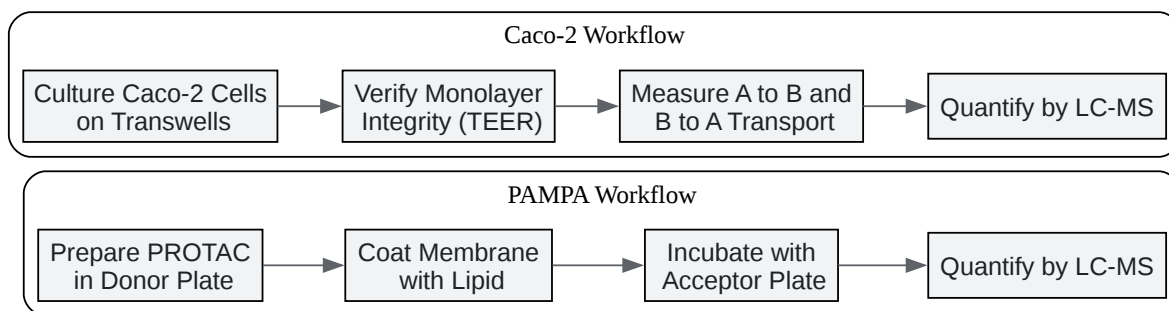 Caco-2 Workflow
Culture Caco-2 Cells
on Transwells
Verify Monolayer
Integrity (TEER)
Measure A to B and
B to A Transport
Quantify by LC-MS
PAMPA Workflow
Prepare PROTAC
in Donor Plate
Coat Membrane
with Lipid
Incubate with
Acceptor Plate
Quantify by LC-MS